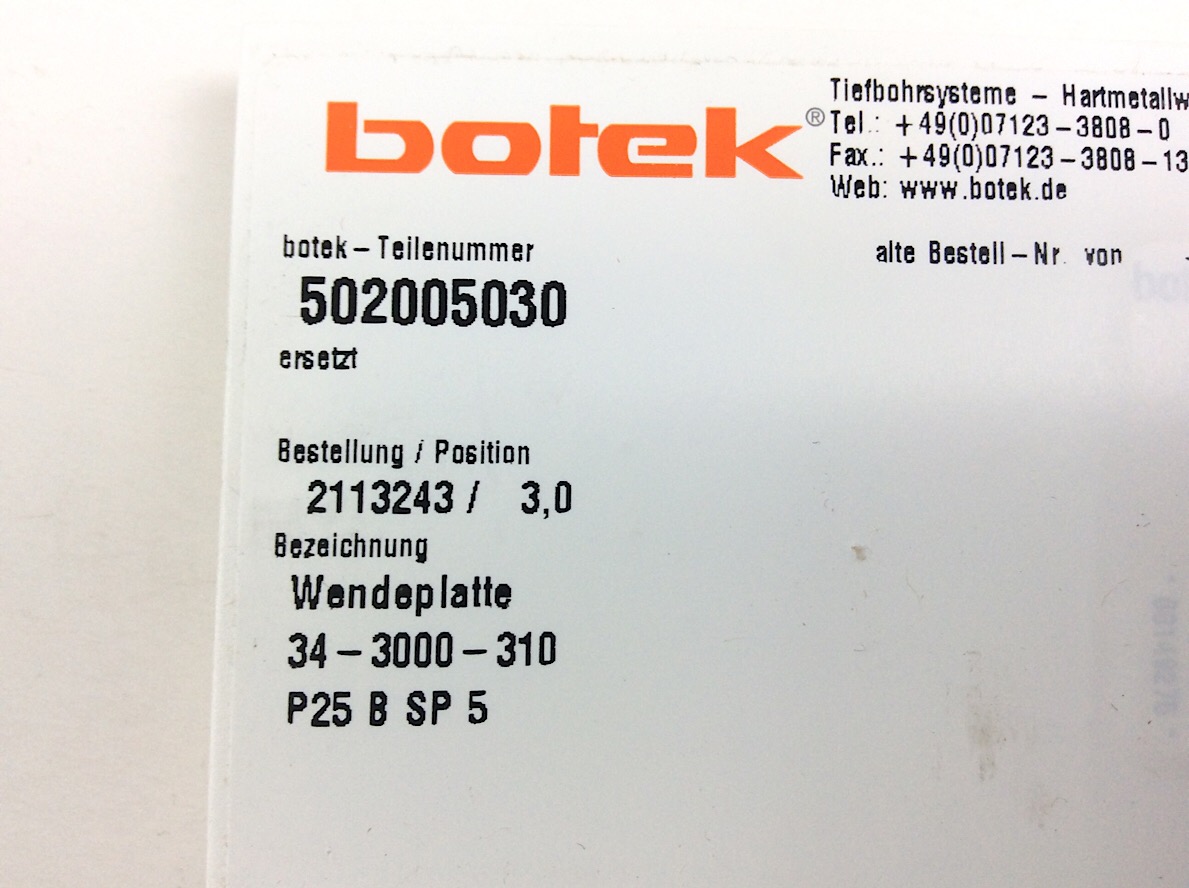 botek®
Tiefbohrsysteme - Hartmetallw
Tel.: +49(0)07123-3808-0
Fax.: +49(0)07123-3808-13
Web: www.botek.de
botek-Teilenummer
alte Bestell-Nr. von
502005030
ersetzt
Bestellung / Position
2113243 / 3,0
Bezeichnung
Wendeplatte
34-3000-310
P25 B SP 5